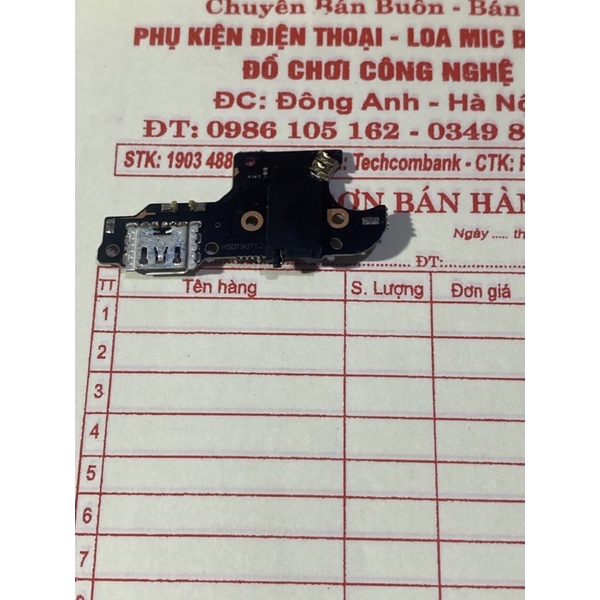 Chuyên Bán Buôn - Bán
PHỤ KIỆN ĐIỆN THOẠI - LOA MIC B
ĐỒ CHƠI CÔNG NGHỆ
ĐC: Đông Anh - Hà Nộ
ĐT: 0986 105 162 - 0349 8
STK: 1903 488 Techcombank - CTK: P
ƠN BÁN HÀN
Ngày ..... th
ĐT:
TT Tên hàng S. Lượng Đơn giá
1
2
3
4
5
6
7